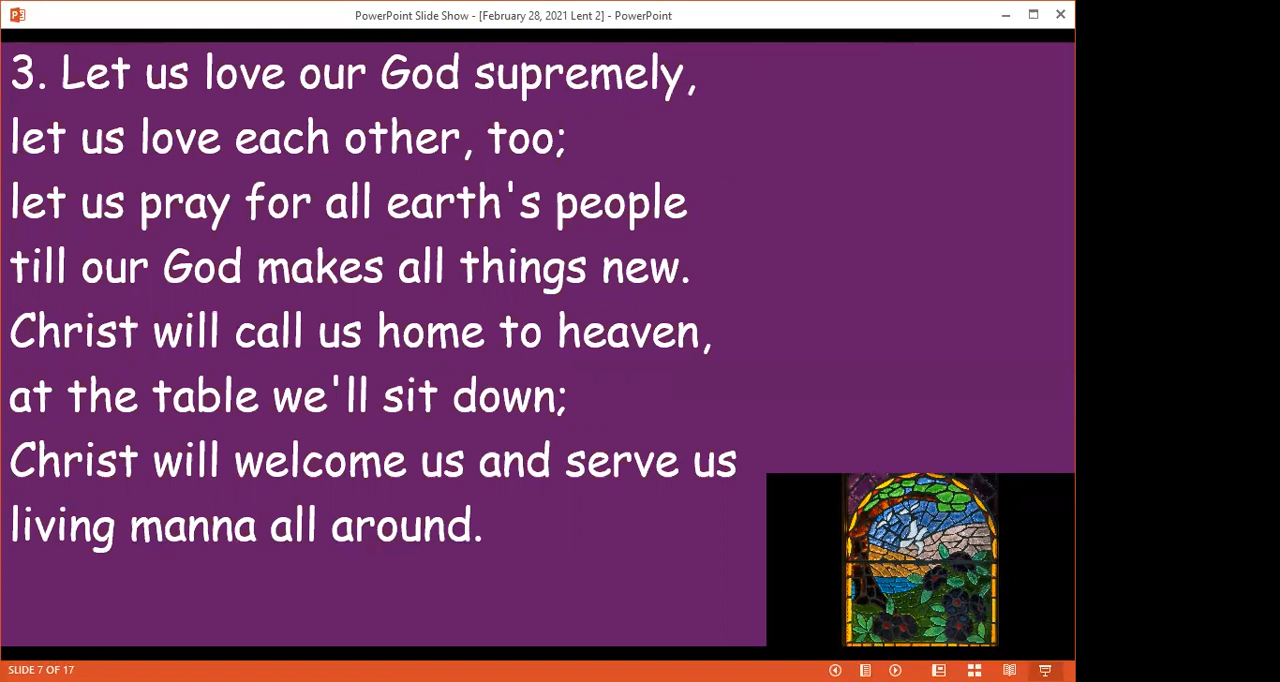 PowerPoint Slide Show - [February 28, 2021 Lent 2] - PowerPoint
3. Let us love our God supremely,
let us love each other, too;
let us pray for all earth's people
till our God makes all things new.
Christ will call us home to heaven,
at the table we'll sit down;
Christ will welcome us and serve us
living manna all around.
SLIDE 7 OF 17